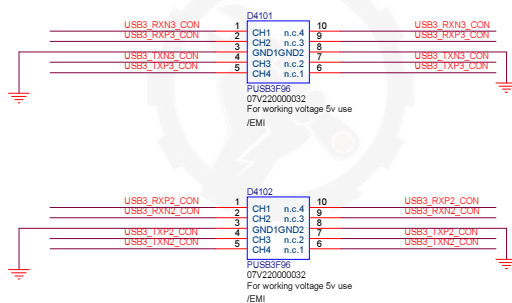 D4101
USB3_RXN3_CON 1 CH1 n.c.4 10 USB3_RXN3_CON
USB3_RXP3_CON 2 CH2 n.c.3 9 USB3_RXP3_CON
3 GND1GND2 8
USB3_TXN3_CON 4 CH3 n.c.2 7 USB3_TXN3_CON
USB3_TXP3_CON 5 CH4 n.c.1 6 USB3_TXP3_CON
PUSB3F96
07V220000032
For working voltage 5v use
/EMI
D4102
USB3_RXP2_CON 1 CH1 n.c.4 10 USB3_RXP2_CON
USB3_RXN2_CON 2 CH2 n.c.3 9 USB3_RXN2_CON
3 GND1GND2 8
USB3_TXP2_CON 4 CH3 n.c.2 7 USB3_TXP2_CON
USB3_TXN2_CON 5 CH4 n.c.1 6 USB3_TXN2_CON
PUSB3F96
07V220000032
For working voltage 5v use
/EMI